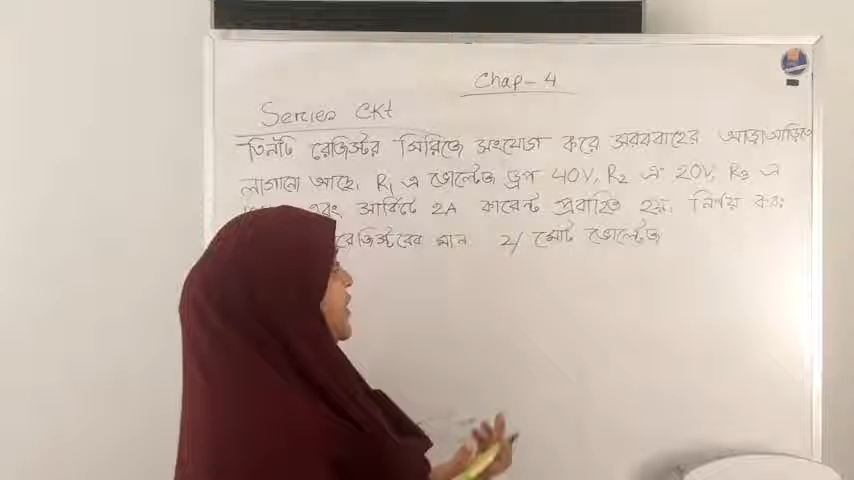 Chap-4
Series CKt
তিনটি রেজিস্টর সিরিজে সংযোগ করে সরবরাহের আড়াআড়িতে
লাগানো আছে, R₁ এ ভোল্টেজ ড্রপ 40V, R₂ এ 20V, R₃ এ
এবং সার্কিটে 2A কারেন্ট প্রবাহিত হয়, নির্ণয় কর:
রেজিস্টরের মান 2/ মোট ভোল্টেজ